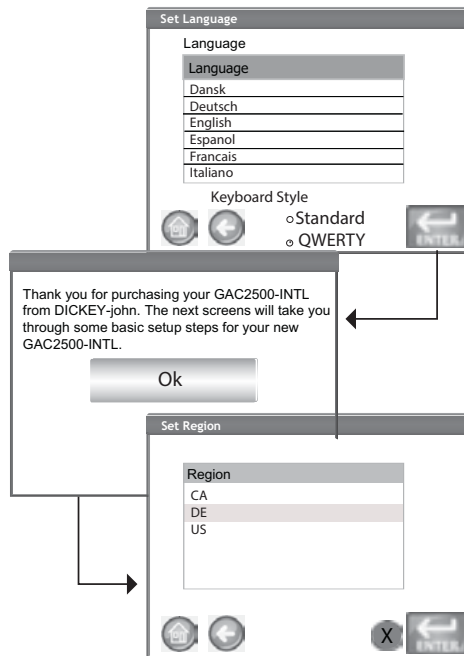 Set Language
Language
Language
Dansk
Deutsch
English
Espanol
Francais
Italiano
Keyboard Style
Standard
QWERTY
ENTER
Thank you for purchasing your GAC2500-INTL
from DICKEY-john. The next screens will take you
through some basic setup steps for your new
GAC2500-INTL.
Ok
Set Region
Region
CA
DE
US
X
ENTER